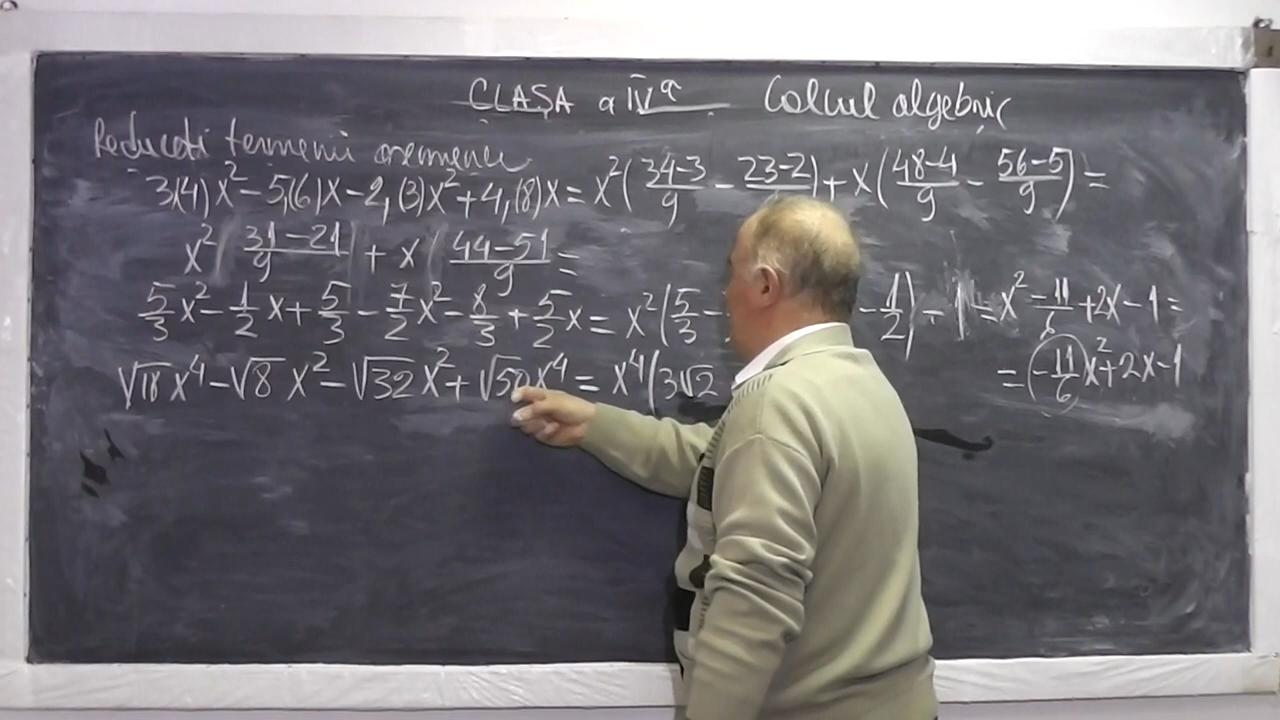 CLASA a IVª Calcul algebric
Reduceti termenii asemenea
3,(4)x² - 5,(6)x - 2,(3)x² + 4,(8)x = x²(34-3/9 - 23-2/) + x(48-4/9 - 56-5/9) =
x²(31-21/9) + x(44-51/9 =
5/3x² - 1/2x + 5/3 - 7/2x² - 8/3 + 5/2x = x²(5/3 - - 1/2) - 1 = x² - 11/6 + 2x - 1 =
= (-11/6)x² + 2x - 1
√18x⁴ - √8x² - √32x² + √50x⁴ = x⁴(3√2